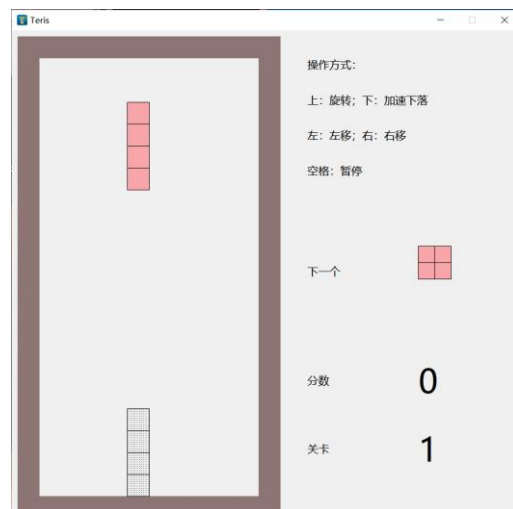 Teris
操作方式：
上：旋转；下：加速下落
左：左移；右：右移
空格：暂停
下一个
分数 0
关卡 1